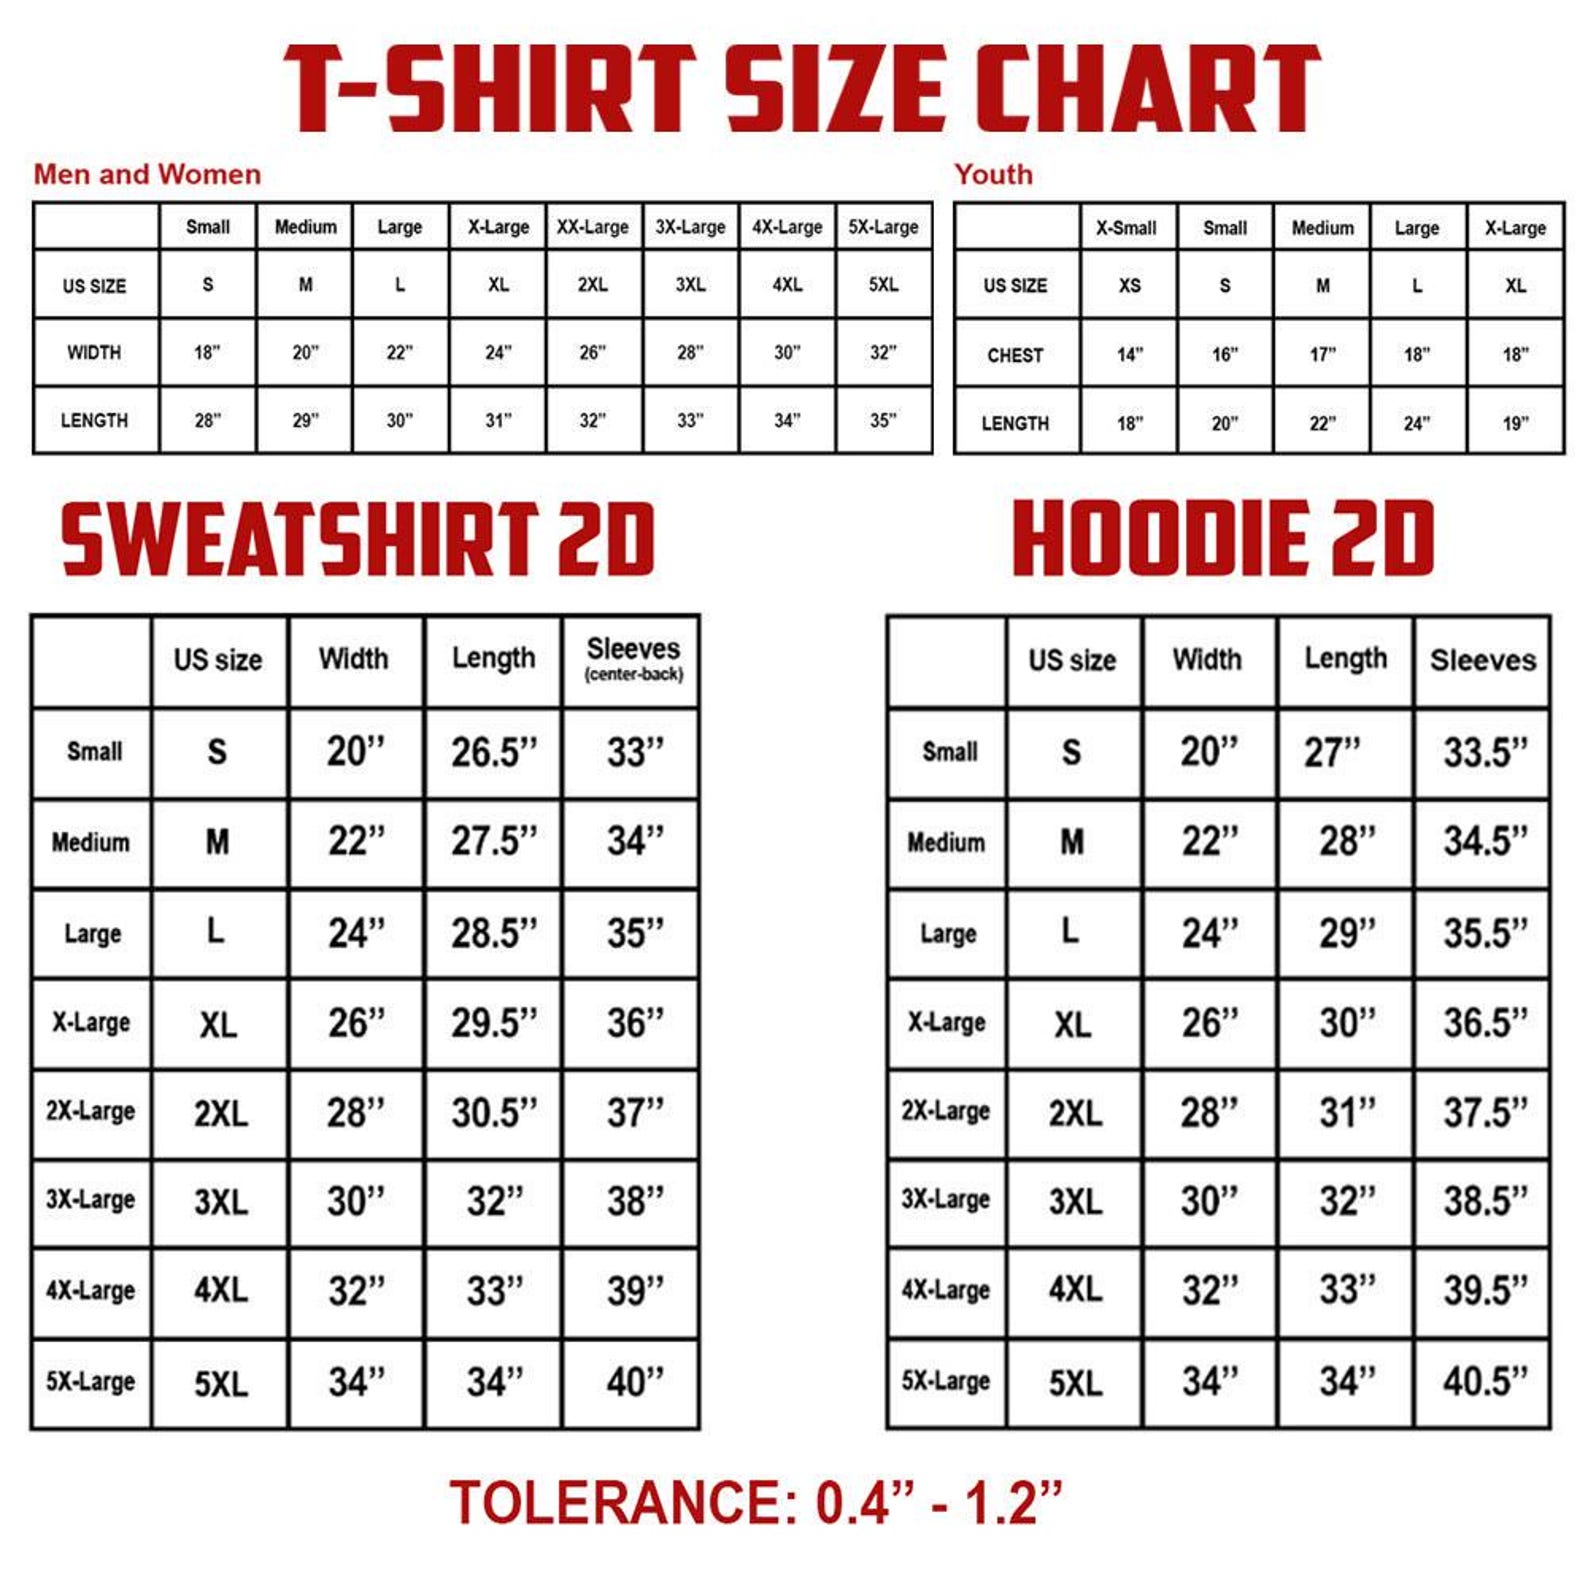 T-SHIRT SIZE CHART
Men and Women
Small Medium Large X-Large XX-Large 3X-Large 4X-Large 5X-Large
US SIZE S M L XL 2XL 3XL 4XL 5XL
WIDTH 18” 20” 22” 24” 26” 28” 30” 32”
LENGTH 28” 29” 30” 31” 32” 33” 34” 35”
Youth
X-Small Small Medium Large X-Large
US SIZE XS S M L XL
CHEST 14” 16” 17” 18” 18”
LENGTH 18” 20” 22” 24” 19”
SWEATSHIRT 2D
US size Width Length Sleeves
(center-back)
Small S 20’’ 26.5’’ 33’’
Medium M 22’’ 27.5’’ 34’’
Large L 24’’ 28.5’’ 35’’
X-Large XL 26’’ 29.5’’ 36’’
2X-Large 2XL 28’’ 30.5’’ 37’’
3X-Large 3XL 30’’ 32’’ 38’’
4X-Large 4XL 32’’ 33’’ 39’’
5X-Large 5XL 34’’ 34’’ 40’’
HOODIE 2D
US size Width Length Sleeves
Small S 20’’ 27’’ 33.5’’
Medium M 22’’ 28’’ 34.5’’
Large L 24’’ 29’’ 35.5’’
X-Large XL 26’’ 30’’ 36.5’’
2X-Large 2XL 28’’ 31’’ 37.5’’
3X-Large 3XL 30’’ 32’’ 38.5’’
4X-Large 4XL 32’’ 33’’ 39.5’’
5X-Large 5XL 34’’ 34’’ 40.5’’
TOLERANCE: 0.4” - 1.2”